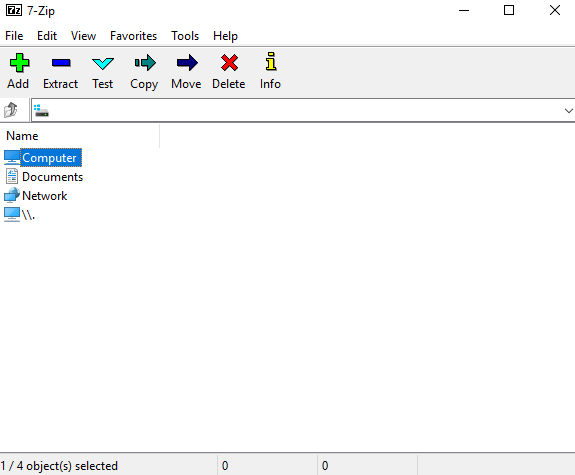 7z 7-Zip
File Edit View Favorites Tools Help
Add Extract Test Copy Move Delete Info
Name
Computer
Documents
Network
\\.
1 / 4 object(s) selected 0 0